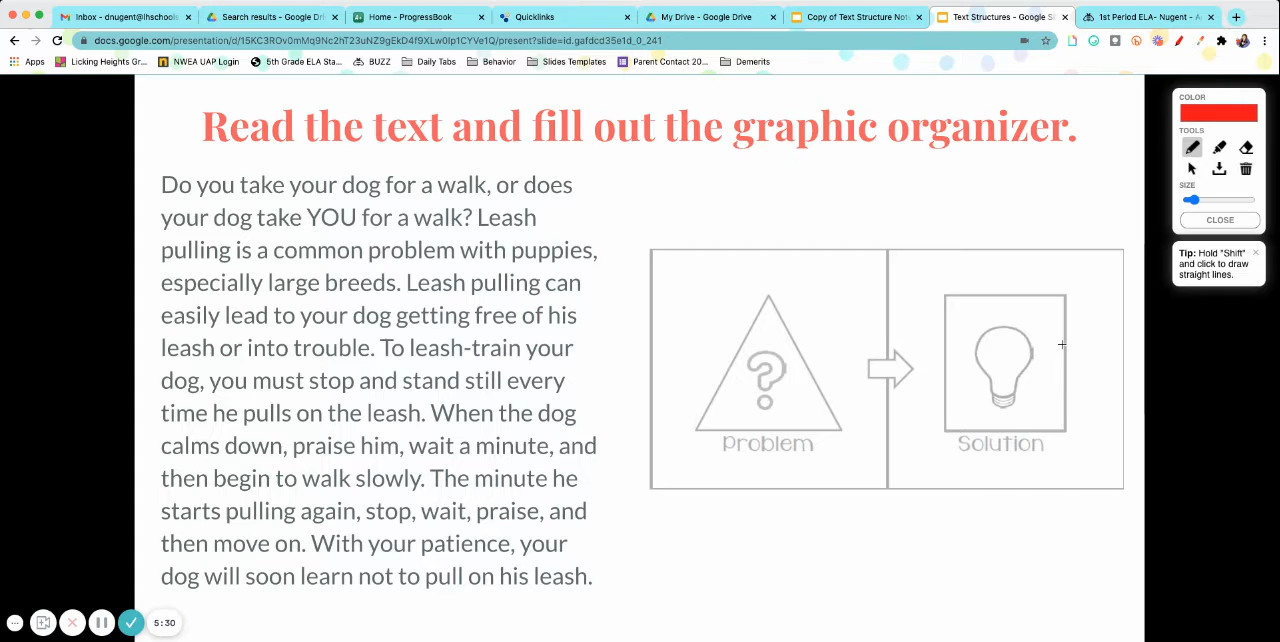 Inbox - dnugent@lhschools
Search results - Google Dri
Home - ProgressBook
Quicklinks
My Drive - Google Drive
Copy of Text Structure Not
Text Structures - Google Sl
1st Period ELA- Nugent - A
docs.google.com/presentation/d/15KC3ROv0mMq9Nc2hT23uNZ9gEkD4f9XLw0Ip1CYVe1Q/present?slide=id.gafdcd35e1d_0_241
Apps
Licking Heights Gr...
NWEA UAP Login
5th Grade ELA Sta...
BUZZ
Daily Tabs
Behavior
Slides Templates
Parent Contact 20...
Demerits
Read the text and fill out the graphic organizer.
Do you take your dog for a walk, or does
your dog take YOU for a walk? Leash
pulling is a common problem with puppies,
especially large breeds. Leash pulling can
easily lead to your dog getting free of his
leash or into trouble. To leash-train your
dog, you must stop and stand still every
time he pulls on the leash. When the dog
calms down, praise him, wait a minute, and
then begin to walk slowly. The minute he
starts pulling again, stop, wait, praise, and
then move on. With your patience, your
dog will soon learn not to pull on his leash.
?
Problem
Solution
COLOR
TOOLS
SIZE
CLOSE
Tip: Hold "Shift"
and click to draw
straight lines.
5:30